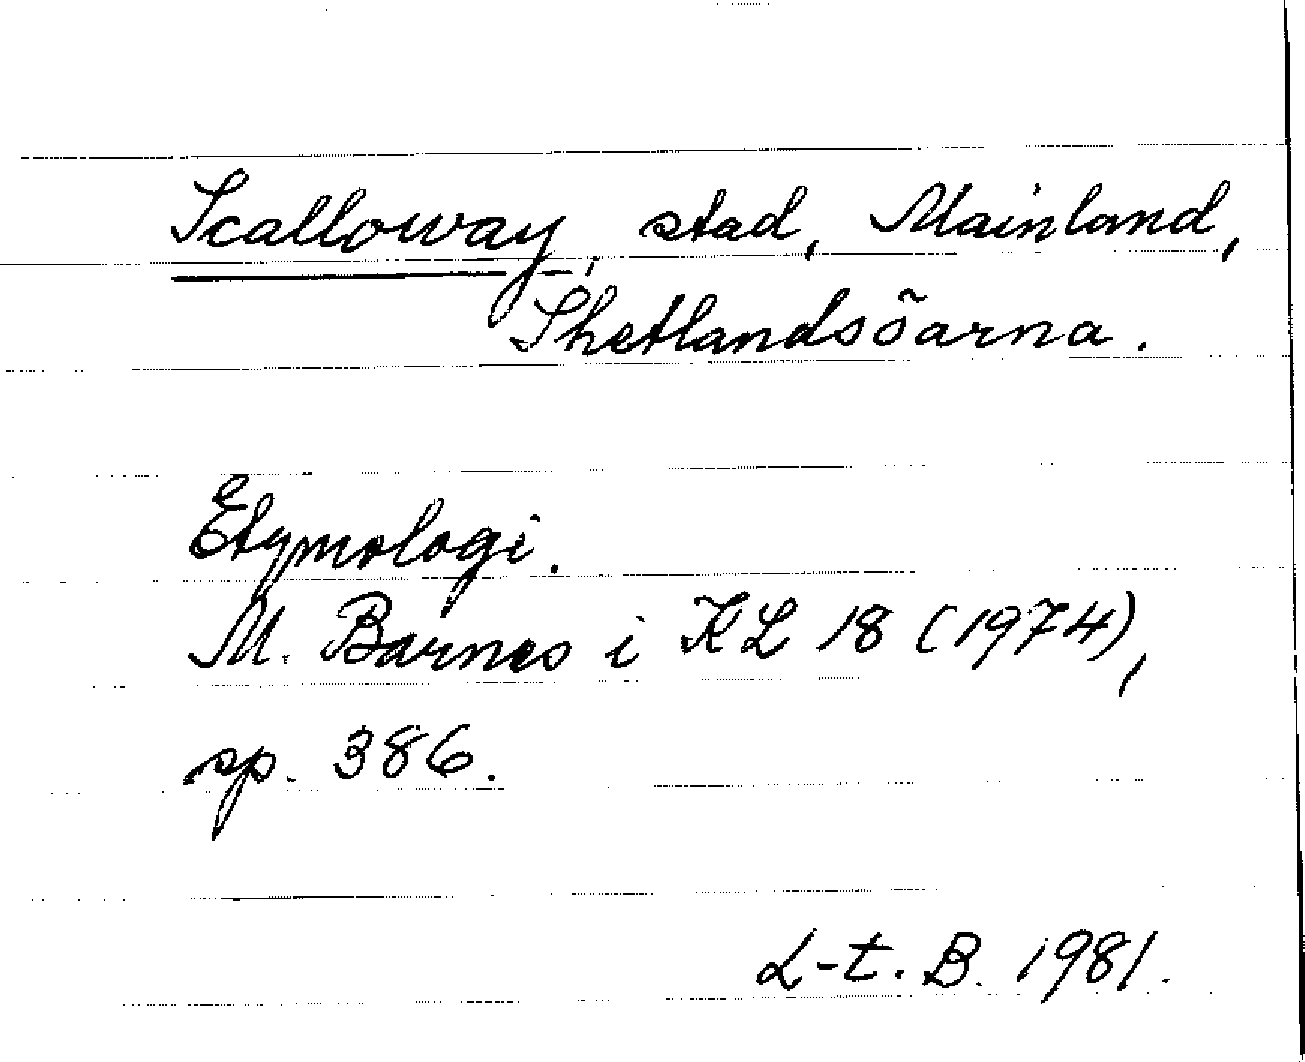 Scalloway, stad, Mainland,
Shetlandsöarna.
Etymologi.
M. Barnes i KL 18 (1974),
sp. 386.
L-t. B. 1981.